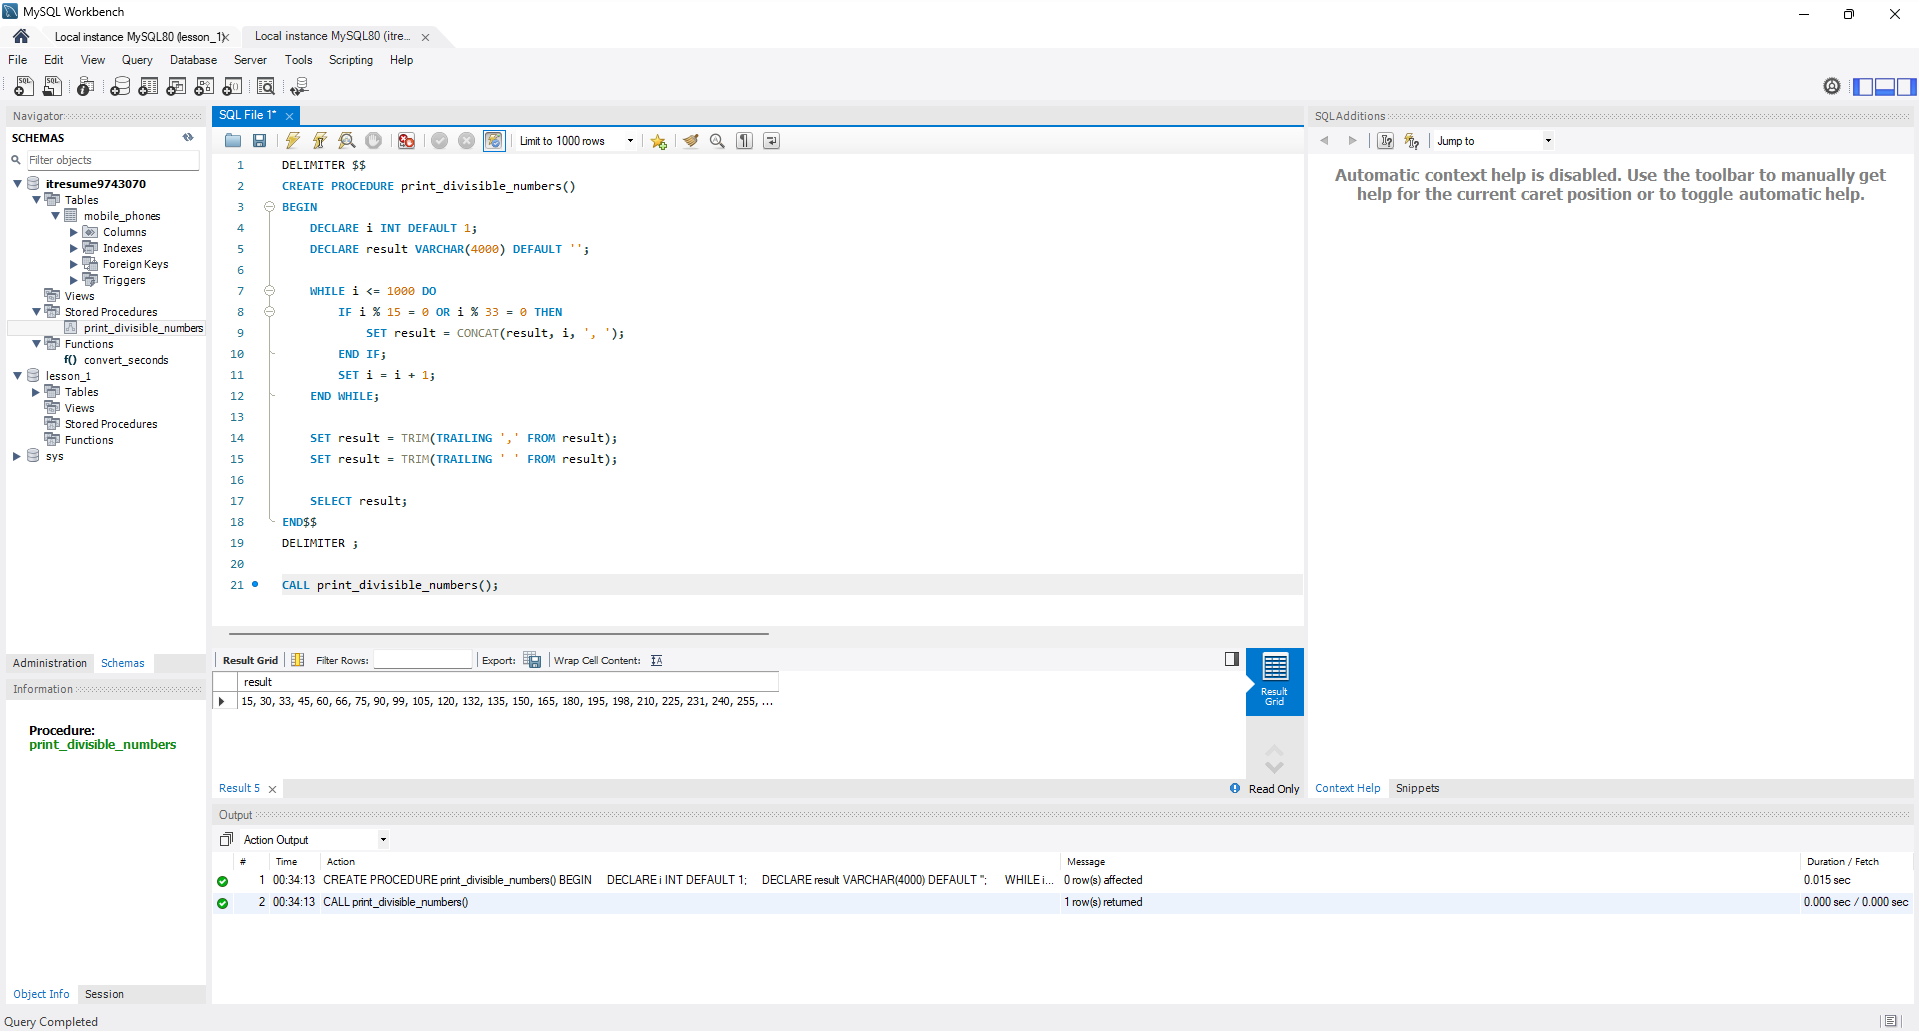 MySQL Workbench
Local instance MySQL80 (lesson_1)
Local instance MySQL80 (itre...
File Edit View Query Database Server Tools Scripting Help
Navigator
SCHEMAS
Filter objects
itresume9743070
Tables
mobile_phones
Columns
Indexes
Foreign Keys
Triggers
Views
Stored Procedures
print_divisible_numbers
Functions
f() convert_seconds
lesson_1
Tables
Views
Stored Procedures
Functions
sys
Administration Schemas
Information
Procedure:
print_divisible_numbers
Object Info Session
SQL File 1*
Limit to 1000 rows
1 DELIMITER $$
2 CREATE PROCEDURE print_divisible_numbers()
3 BEGIN
4 DECLARE i INT DEFAULT 1;
5 DECLARE result VARCHAR(4000) DEFAULT '';
6
7 WHILE i <= 1000 DO
8 IF i % 15 = 0 OR i % 33 = 0 THEN
9 SET result = CONCAT(result, i, ', ');
10 END IF;
11 SET i = i + 1;
12 END WHILE;
13
14 SET result = TRIM(TRAILING ',' FROM result);
15 SET result = TRIM(TRAILING ' ' FROM result);
16
17 SELECT result;
18 END$$
19 DELIMITER ;
20
21 CALL print_divisible_numbers();
Result Grid Filter Rows: Export: Wrap Cell Content:
result
15, 30, 33, 45, 60, 66, 75, 90, 99, 105, 120, 132, 135, 150, 165, 180, 195, 198, 210, 225, 231, 240, 255, ...
Result
Grid
Result 5
Read Only
SQLAdditions
Jump to
Automatic context help is disabled. Use the toolbar to manually get
help for the current caret position or to toggle automatic help.
Context Help Snippets
Output
Action Output
# Time Action Message Duration / Fetch
1 00:34:13 CREATE PROCEDURE print_divisible_numbers() BEGIN DECLARE i INT DEFAULT 1; DECLARE result VARCHAR(4000) DEFAULT ''; WHILE i... 0 row(s) affected 0.015 sec
2 00:34:13 CALL print_divisible_numbers() 1 row(s) returned 0.000 sec / 0.000 sec
Query Completed